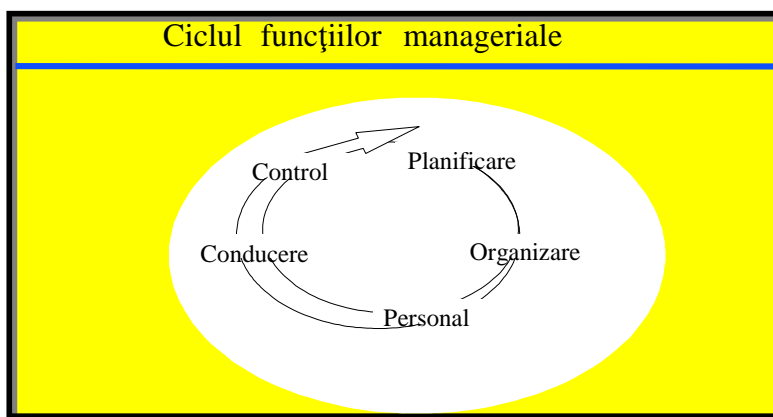 Ciclul funcţiilor manageriale
Control
Planificare
Conducere
Organizare
Personal